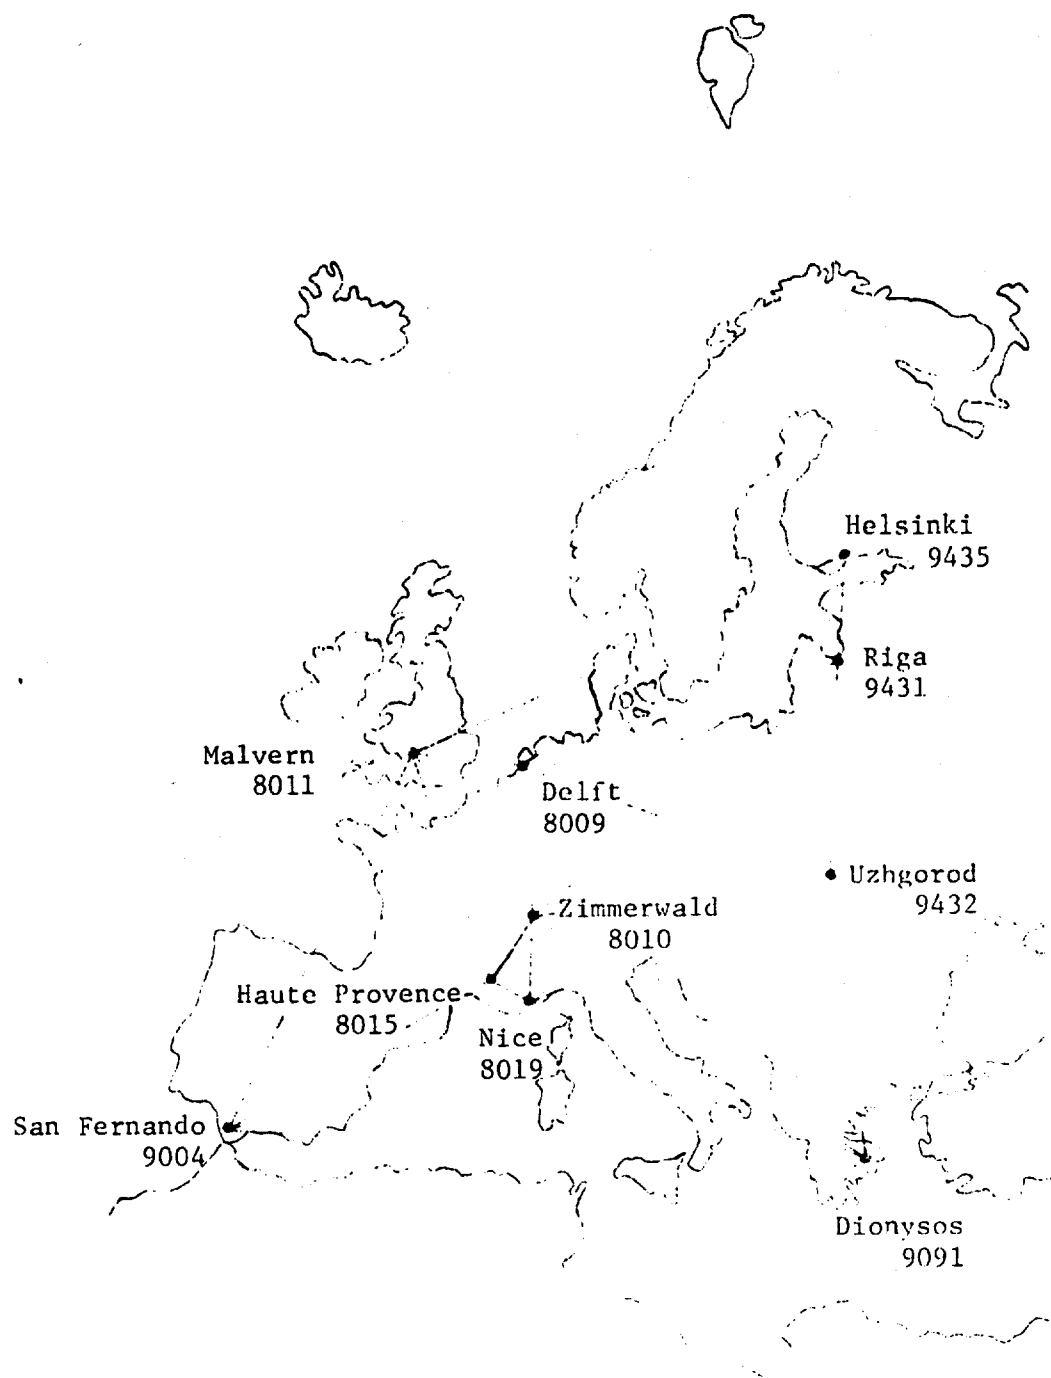 Helsinki
9435
Riga
9431
Malvern
8011
Delft
8009
Uzhgorod
9432
Zimmerwald
8010
Haute Provence
8015
Nice
8019
San Fernando
9004
Dionysos
9091